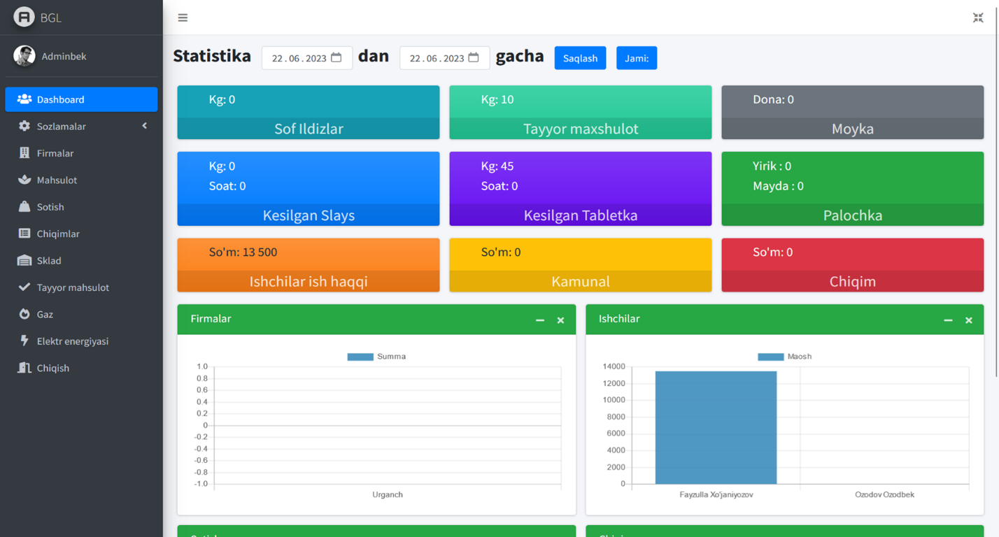 BGL
Adminbek
Dashboard
Sozlamalar
Firmalar
Mahsulot
Sotish
Chiqimlar
Sklad
Tayyor mahsulot
Gaz
Elektr energiyasi
Chiqish
Statistika 22.06.2023 dan 22.06.2023 gacha Saqlash Jami:
Kg: 0
Sof Ildizlar
Kg: 10
Tayyor maxshulot
Dona: 0
Moyka
Kg: 0
Soat: 0
Kesilgan Slays
Kg: 45
Soat: 0
Kesilgan Tabletka
Yirik : 0
Mayda : 0
Palochka
So'm: 13 500
Ishchilar ish haqqi
So'm: 0
Kamunal
So'm: 0
Chiqim
Firmalar
Summa
1.0
0.8
0.6
0.4
0.2
0
-0.2
-0.4
-0.6
-0.8
-1.0
Urganch
Ishchilar
Maosh
14000
12000
10000
8000
6000
4000
2000
0
Fayzulla Xo'janiyozov
Ozodov Ozodbek